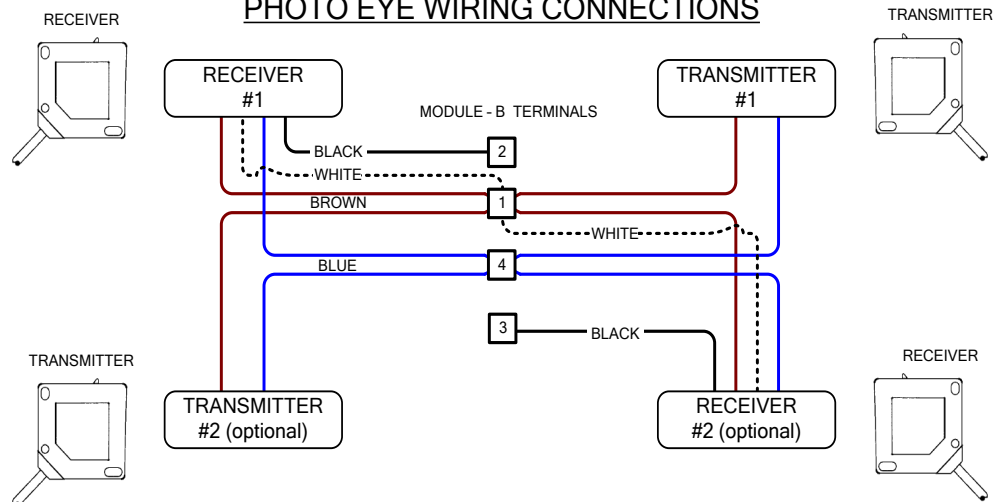 PHOTO EYE WIRING CONNECTIONS
RECEIVER
TRANSMITTER
RECEIVER
#1
TRANSMITTER
#1
MODULE - B TERMINALS
BLACK
2
WHITE
1
BROWN
WHITE
BLUE
4
3
BLACK
TRANSMITTER
RECEIVER
TRANSMITTER
#2 (optional)
RECEIVER
#2 (optional)